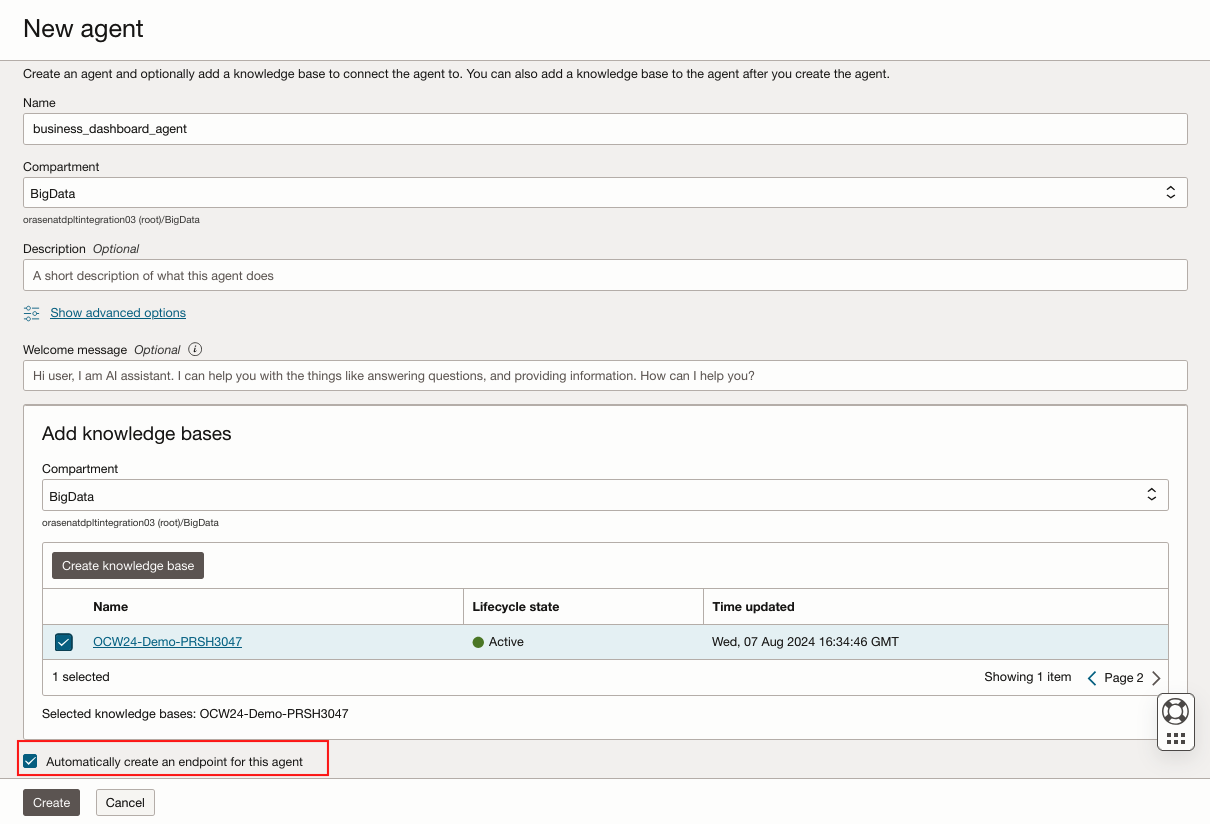 New agent
Create an agent and optionally add a knowledge base to connect the agent to. You can also add a knowledge base to the agent after you create the agent.
Name
business_dashboard_agent
Compartment
BigData
orasenatdpltintegration03 (root)/BigData
Description Optional
A short description of what this agent does
Show advanced options
Welcome message Optional
Hi user, I am AI assistant. I can help you with the things like answering questions, and providing information. How can I help you?
Add knowledge bases
Compartment
BigData
orasenatdpltintegration03 (root)/BigData
Create knowledge base
Name Lifecycle state Time updated
OCW24-Demo-PRSH3047 Active Wed, 07 Aug 2024 16:34:46 GMT
1 selected Showing 1 item Page 2
Selected knowledge bases: OCW24-Demo-PRSH3047
Automatically create an endpoint for this agent
Create Cancel